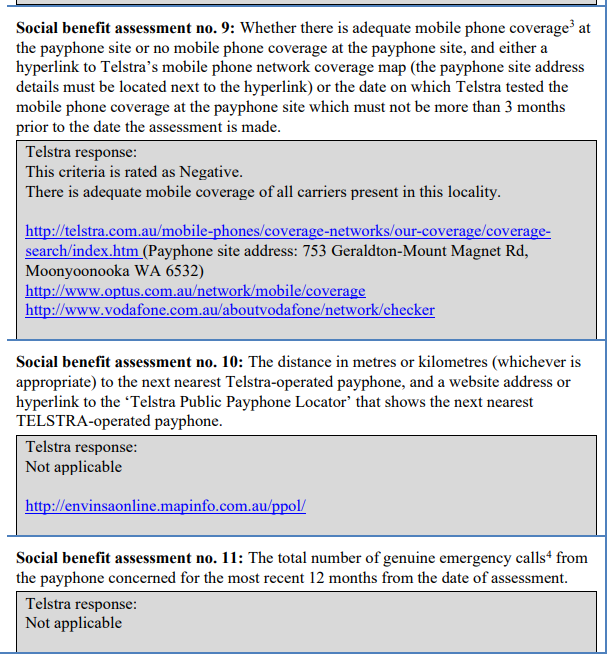 Social benefit assessment no. 9: Whether there is adequate mobile phone coverage³ at
the payphone site or no mobile phone coverage at the payphone site, and either a
hyperlink to Telstra's mobile phone network coverage map (the payphone site address
details must be located next to the hyperlink) or the date on which Telstra tested the
mobile phone coverage at the payphone site which must not be more than 3 months
prior to the date the assessment is made.
Telstra response:
This criteria is rated as Negative.
There is adequate mobile coverage of all carriers present in this locality.
http://telstra.com.au/mobile-phones/coverage-networks/our-coverage/coverage-
search/index.htm (Payphone site address: 753 Geraldton-Mount Magnet Rd,
Moonyoonooka WA 6532)
http://www.optus.com.au/network/mobile/coverage
http://www.vodafone.com.au/aboutvodafone/network/checker
Social benefit assessment no. 10: The distance in metres or kilometres (whichever is
appropriate) to the next nearest Telstra-operated payphone, and a website address or
hyperlink to the 'Telstra Public Payphone Locator' that shows the next nearest
TELSTRA-operated payphone.
Telstra response:
Not applicable
http://envinsaonline.mapinfo.com.au/ppol/
Social benefit assessment no. 11: The total number of genuine emergency calls⁴ from
the payphone concerned for the most recent 12 months from the date of assessment.
Telstra response:
Not applicable